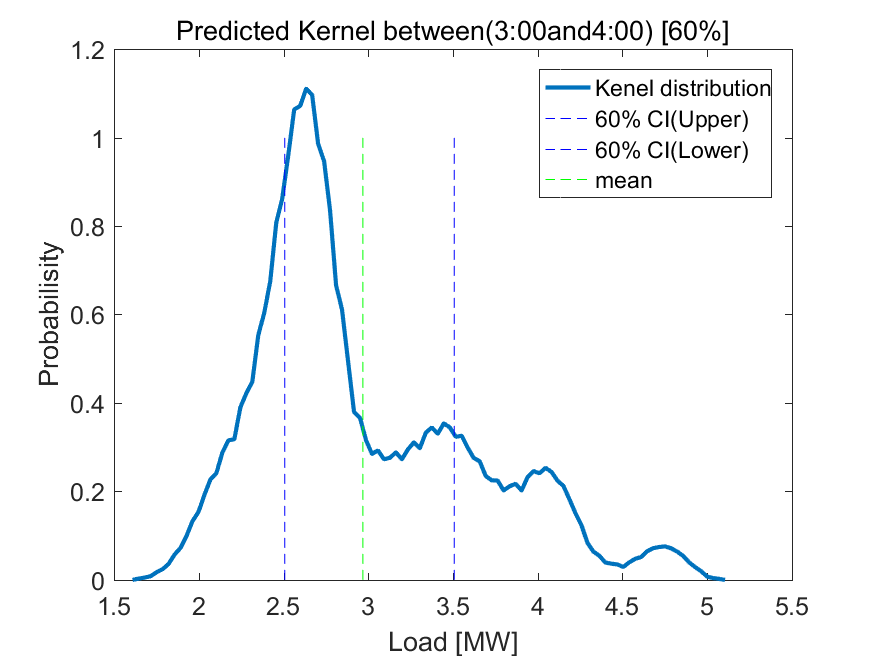 Predicted Kernel between(3:00and4:00) [60%]
1.2
1
0.8
0.6
0.4
0.2
0
Probabilisity
Kenel distribution
60% CI(Upper)
60% CI(Lower)
mean
1.5 2 2.5 3 3.5 4 4.5 5 5.5
Load [MW]